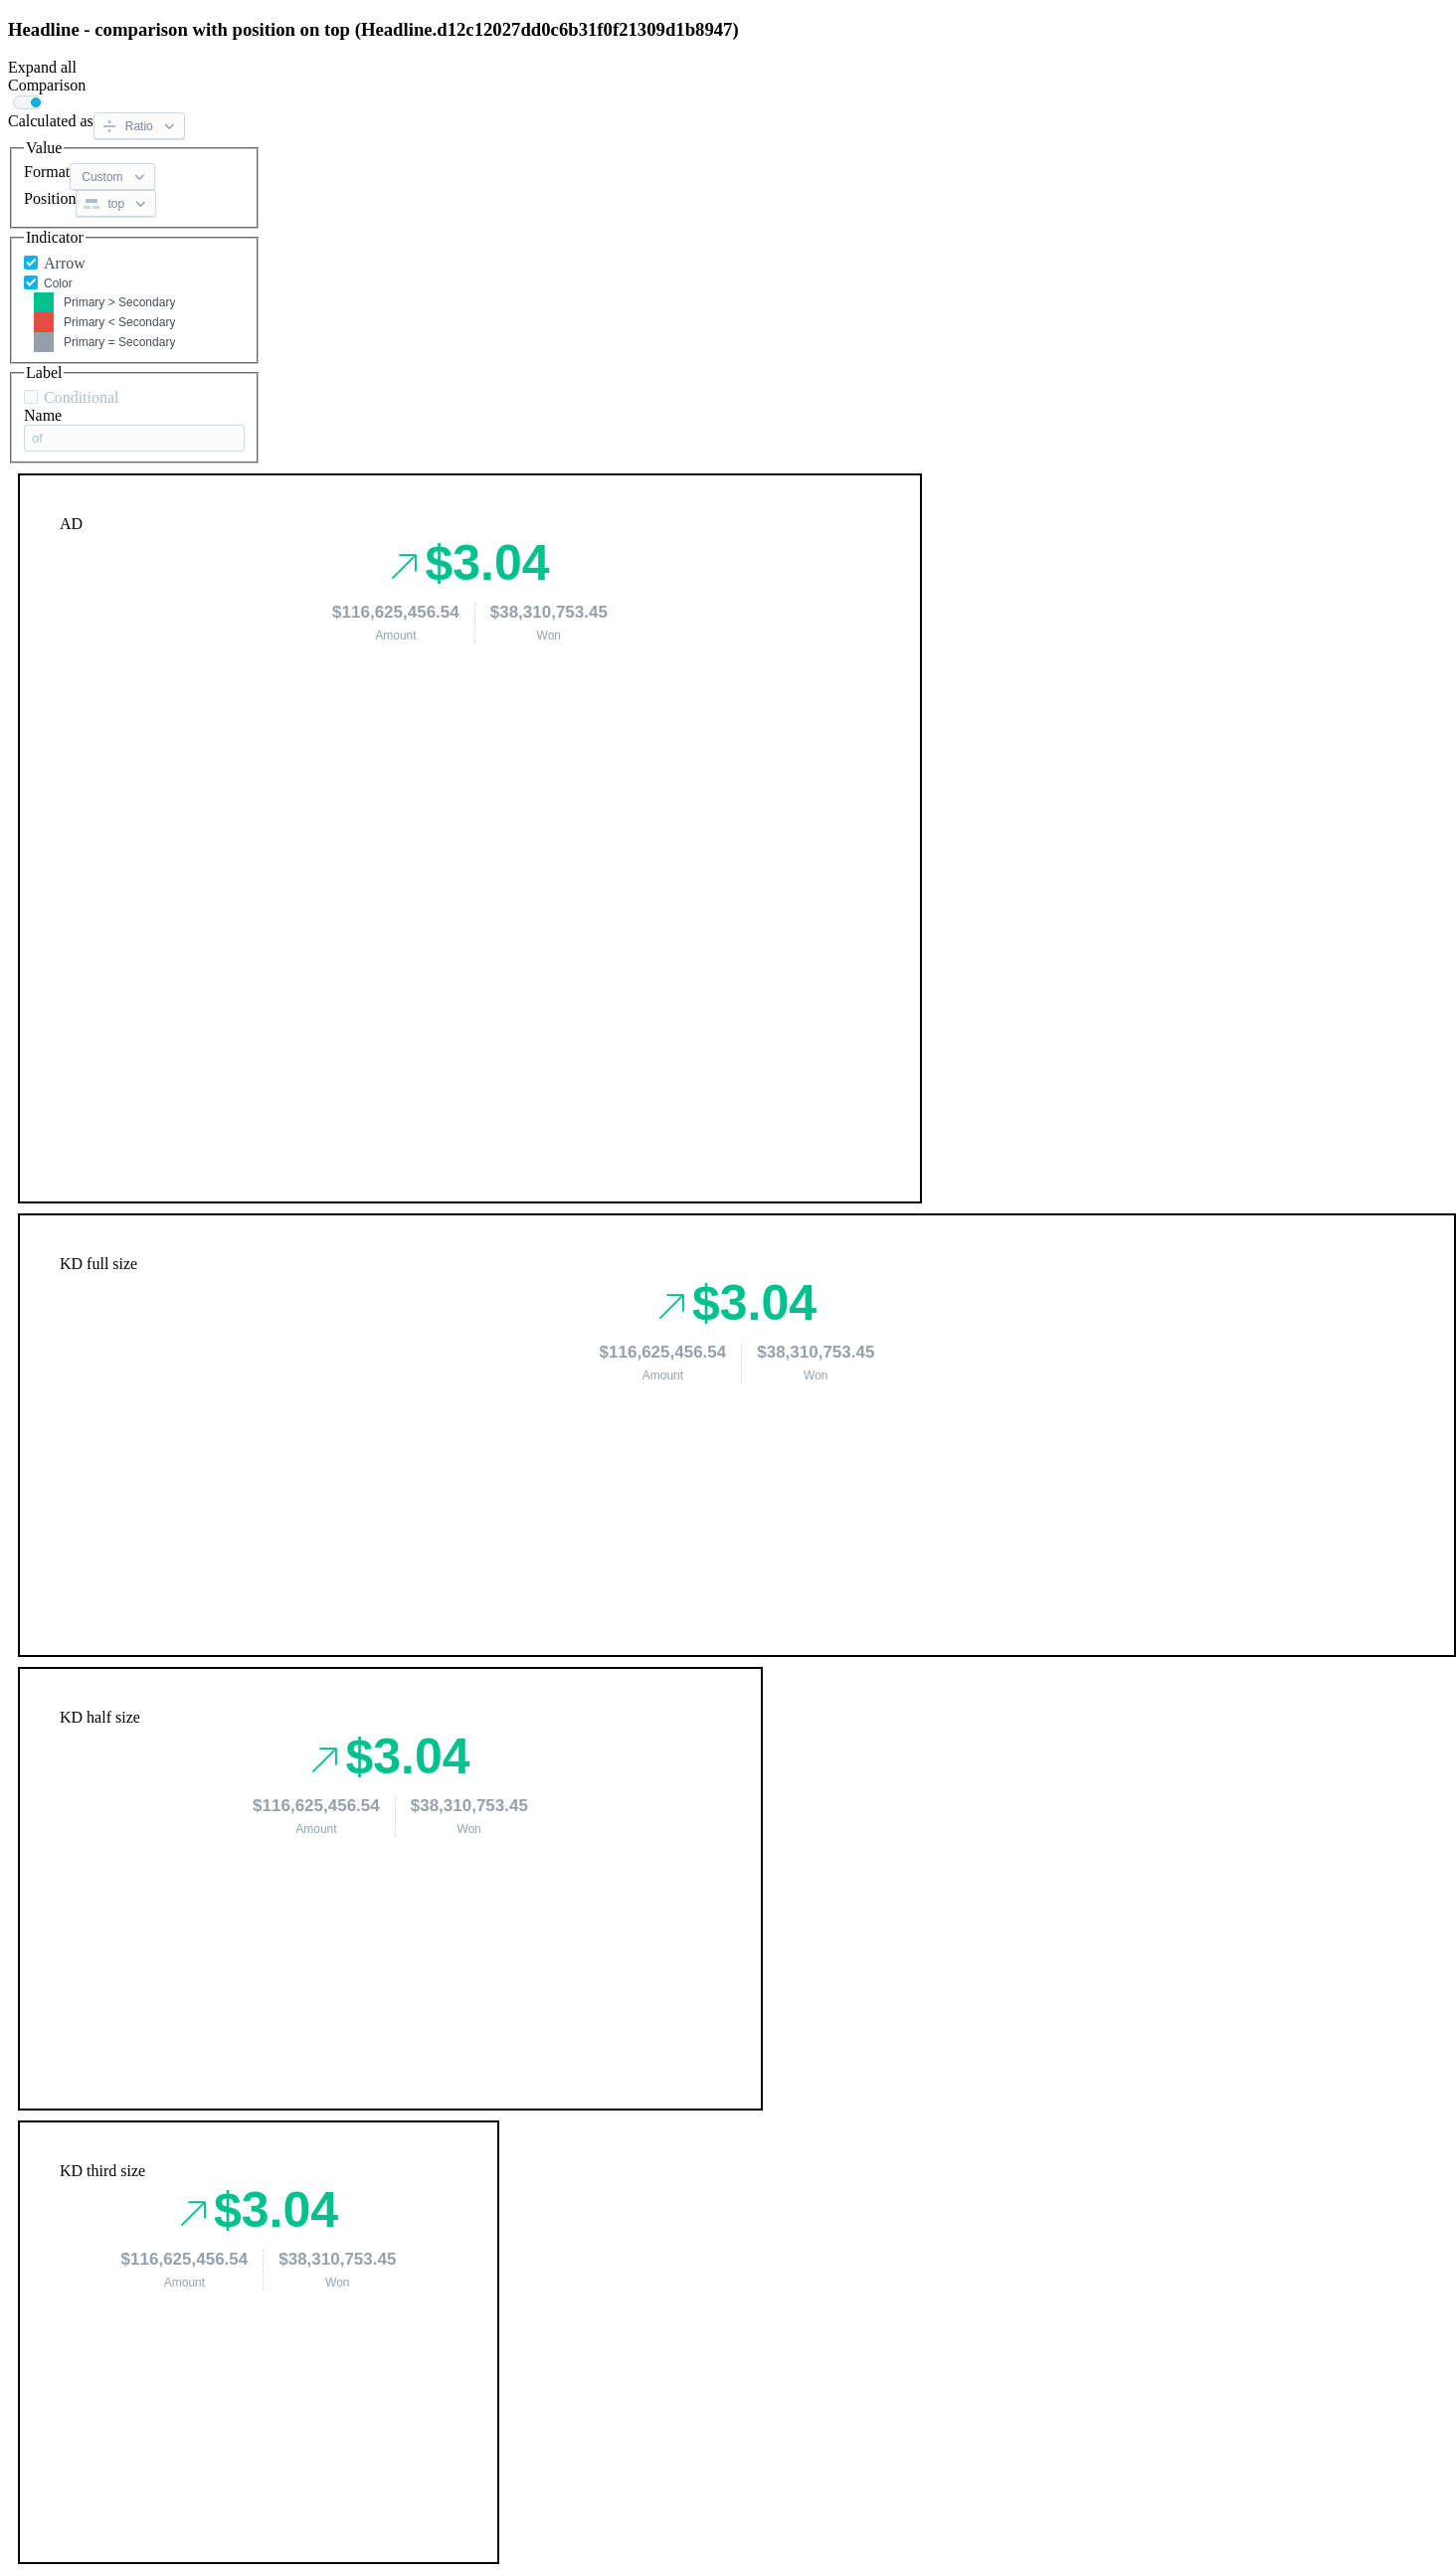 Headline - comparison with position on top (Headline.d12c12027dd0c6b31f0f21309d1b8947)
Expand all
Comparison
Calculated as Ratio
Value
Format Custom
Position top
Indicator
Arrow
Color
Primary > Secondary
Primary < Secondary
Primary = Secondary
Label
Conditional
Name
of
AD
$3.04
$116,625,456.54 $38,310,753.45
Amount Won
KD full size
$3.04
$116,625,456.54 $38,310,753.45
Amount Won
KD half size
$3.04
$116,625,456.54 $38,310,753.45
Amount Won
KD third size
$3.04
$116,625,456.54 $38,310,753.45
Amount Won